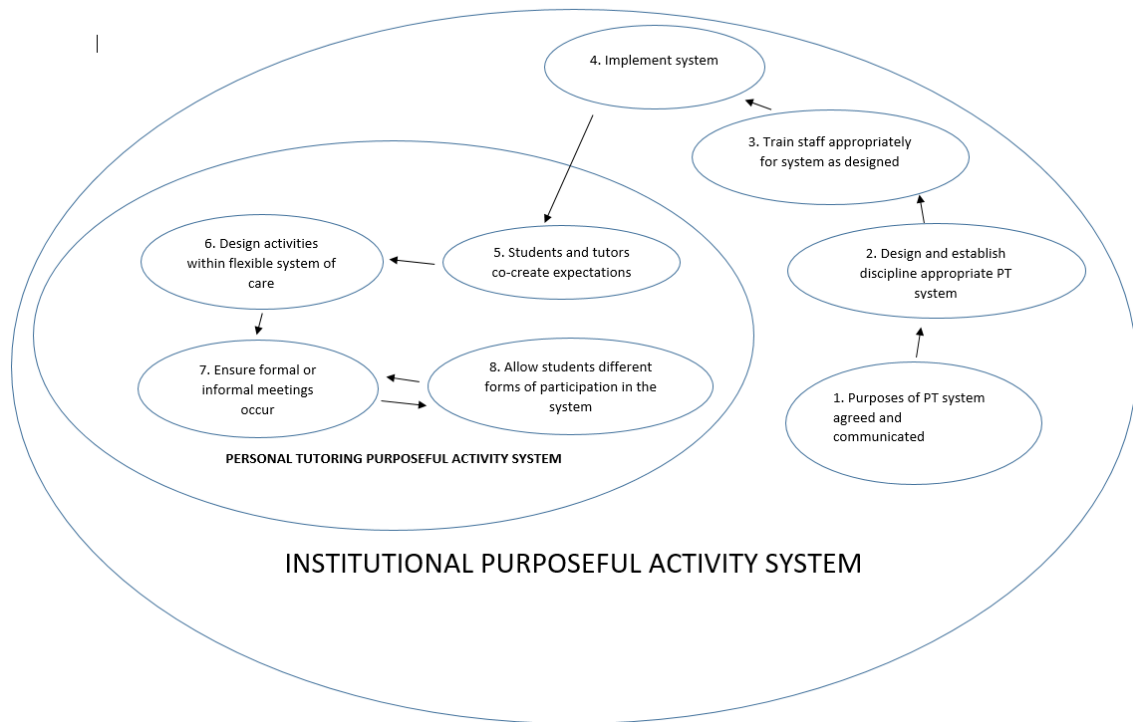 4. Implement system
3. Train staff appropriately
for system as designed
2. Design and establish
discipline appropriate PT
system
1. Purposes of PT system
agreed and
communicated
5. Students and tutors
co-create expectations
6. Design activities
within flexible system of
care
7. Ensure formal or
informal meetings
occur
8. Allow students different
forms of participation in the
system
PERSONAL TUTORING PURPOSEFUL ACTIVITY SYSTEM
INSTITUTIONAL PURPOSEFUL ACTIVITY SYSTEM